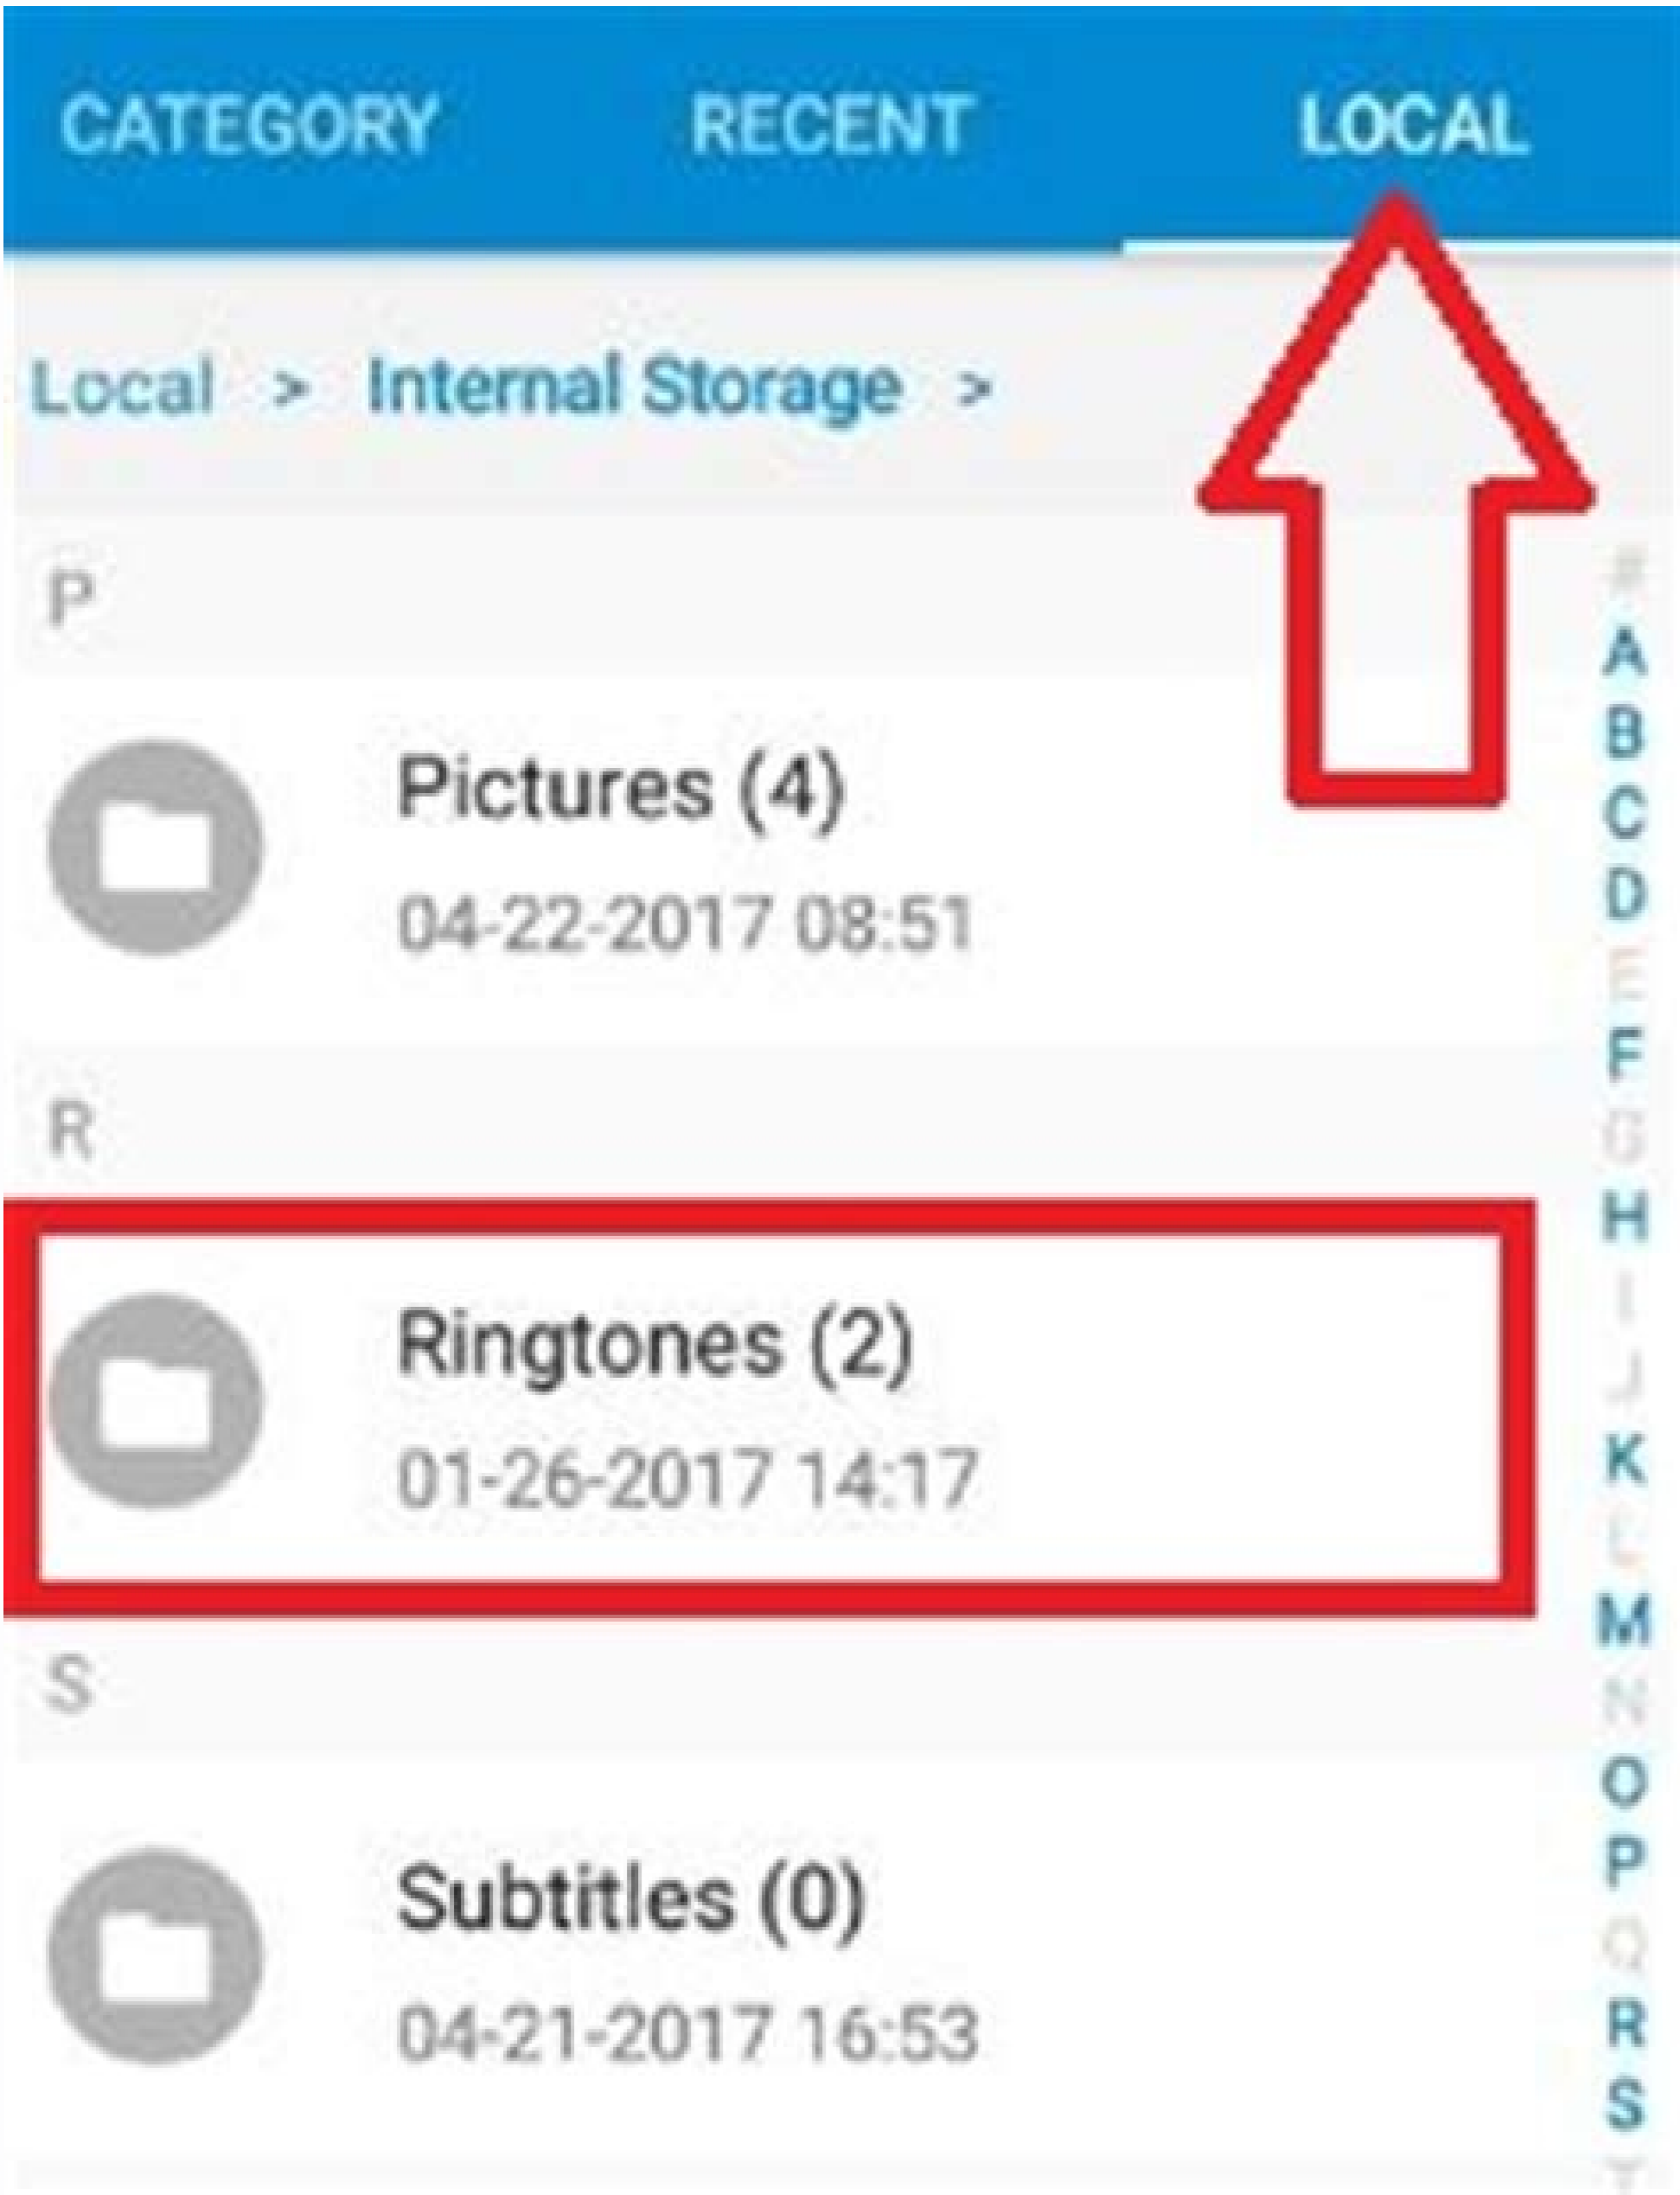 CATEGORY RECENT LOCAL
Local > Internal Storage >
P
Pictures (4)
04-22-2017 08:51
R
Ringtones (2)
01-26-2017 14:17
S
Subtitles (0)
04-21-2017 16:53
#
A
B
C
D
E
F
G
H
I
J
K
L
M
N
O
P
Q
R
S